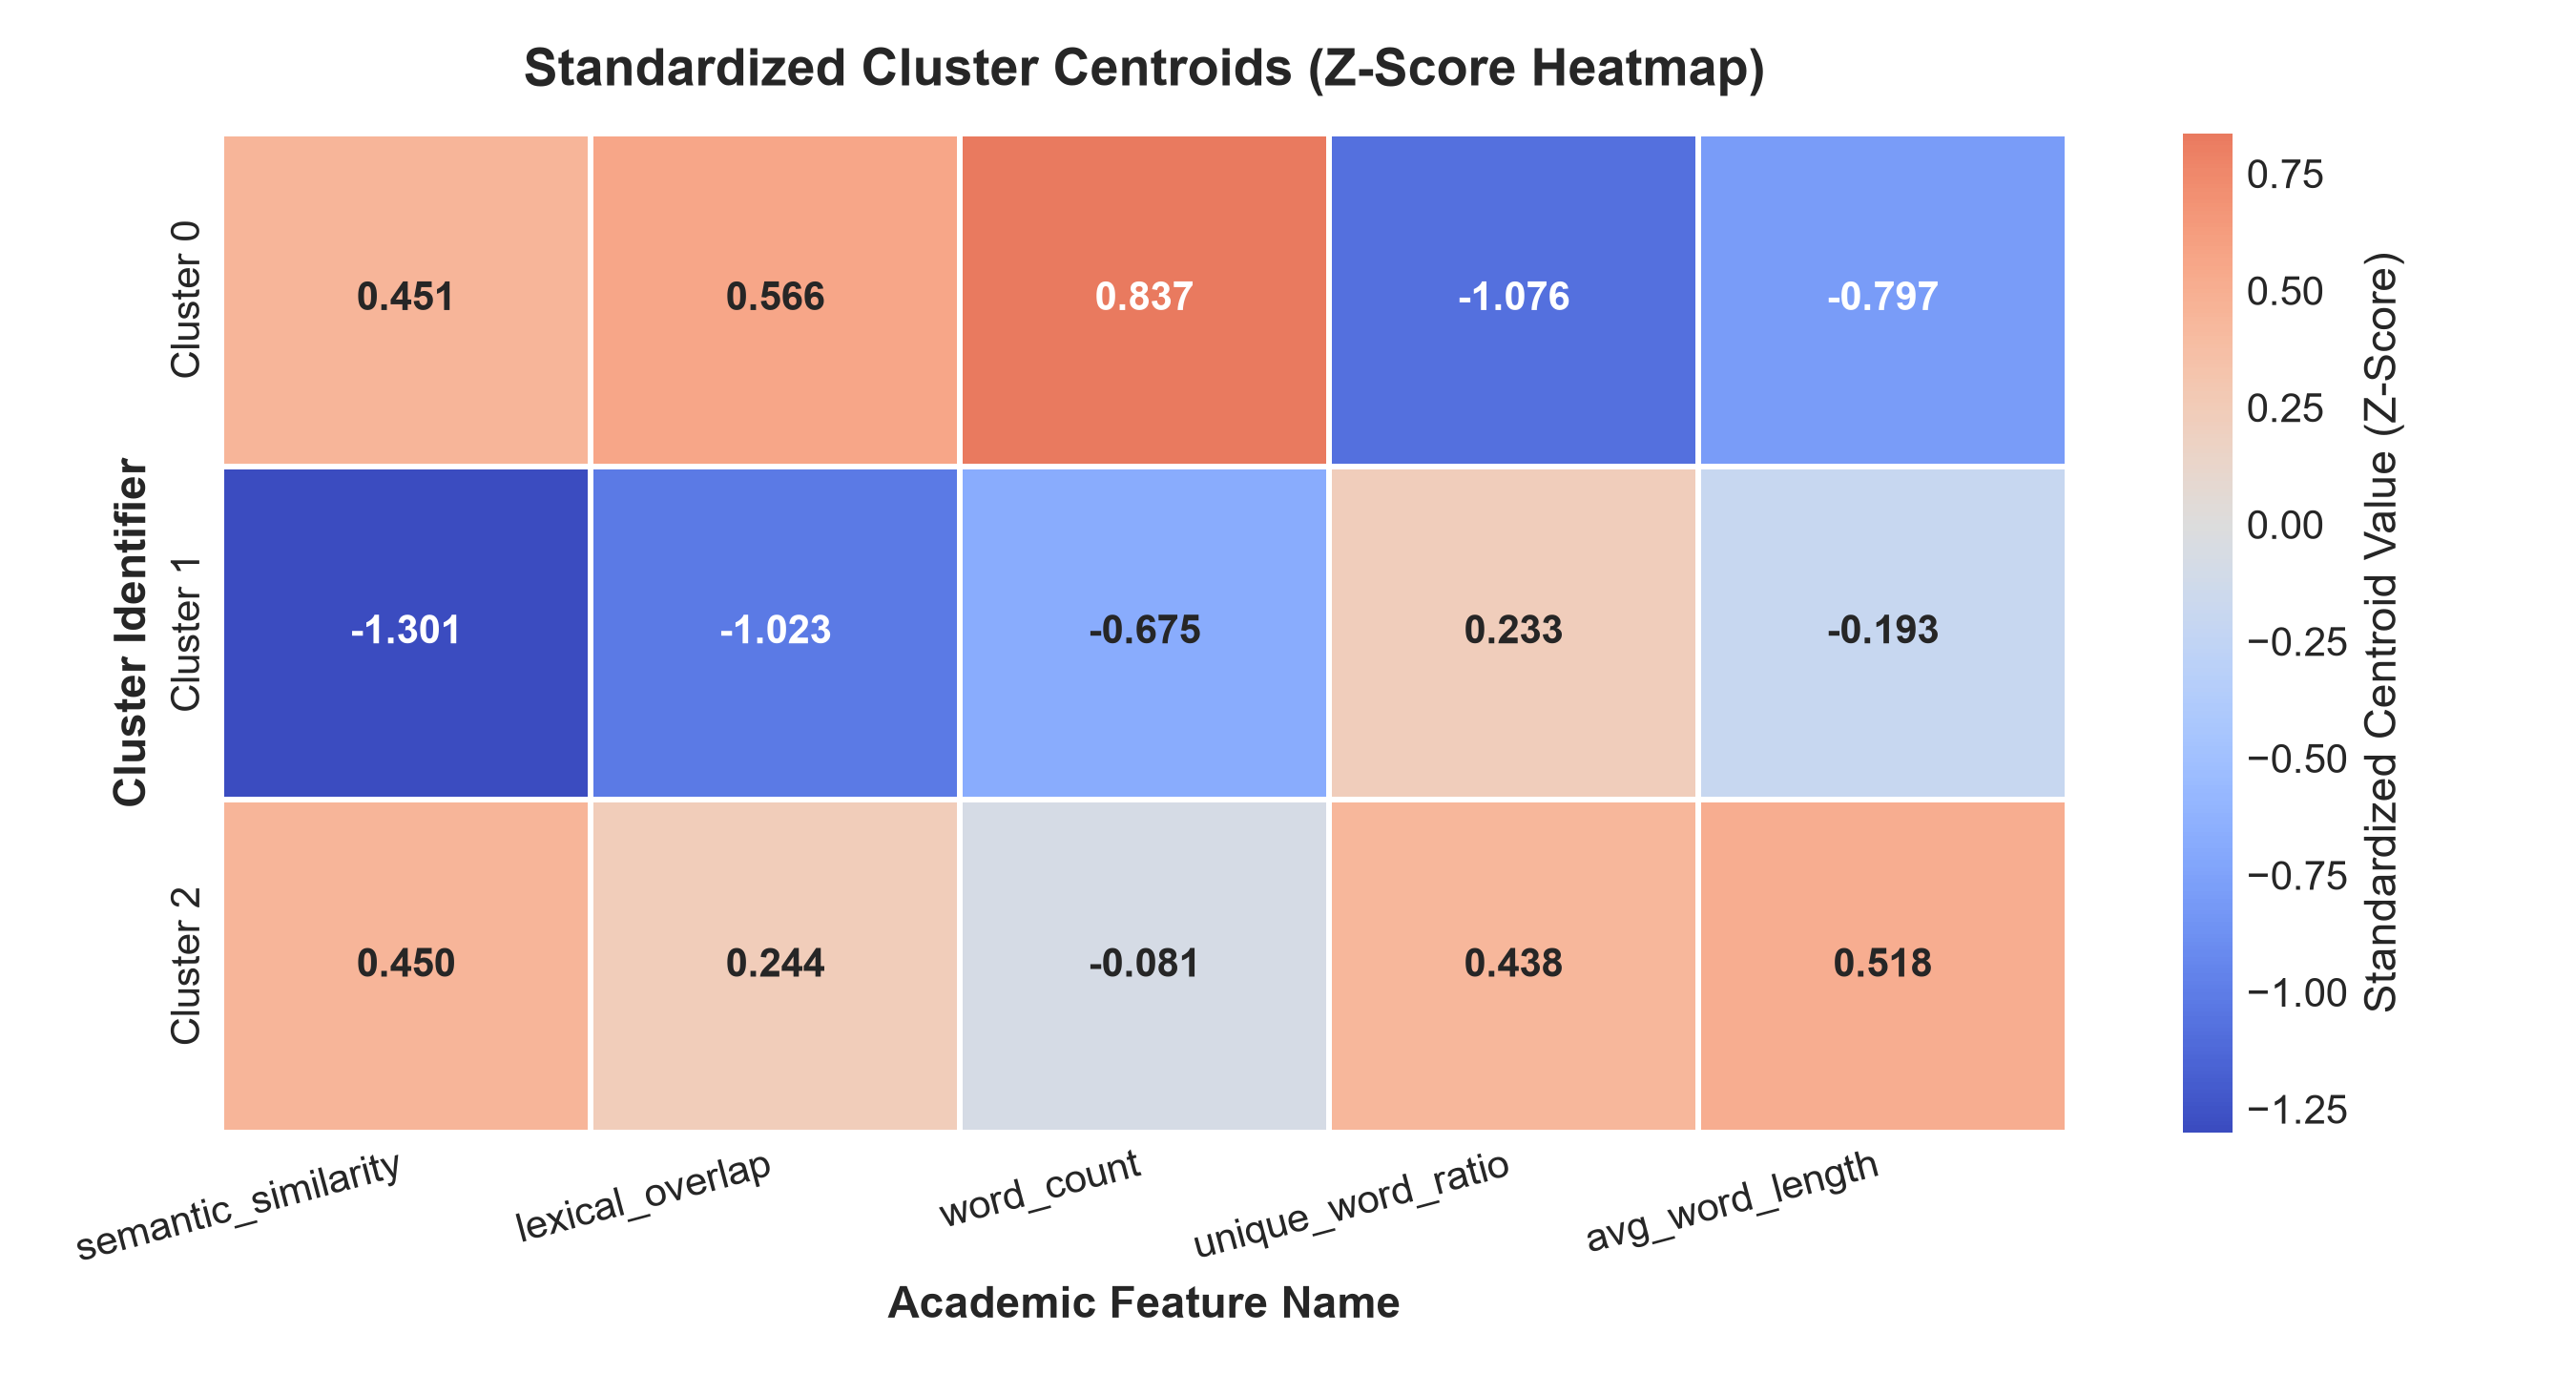 Standardized Cluster Centroids (Z-Score Heatmap)
Cluster Identifier
Cluster 0
0.451 0.566 0.837 -1.076 -0.797
Cluster 1
-1.301 -1.023 -0.675 0.233 -0.193
Cluster 2
0.450 0.244 -0.081 0.438 0.518
semantic_similarity lexical_overlap word_count unique_word_ratio avg_word_length
Academic Feature Name
0.75
0.50
0.25
0.00
−0.25
−0.50
−0.75
−1.00
−1.25
Standardized Centroid Value (Z-Score)